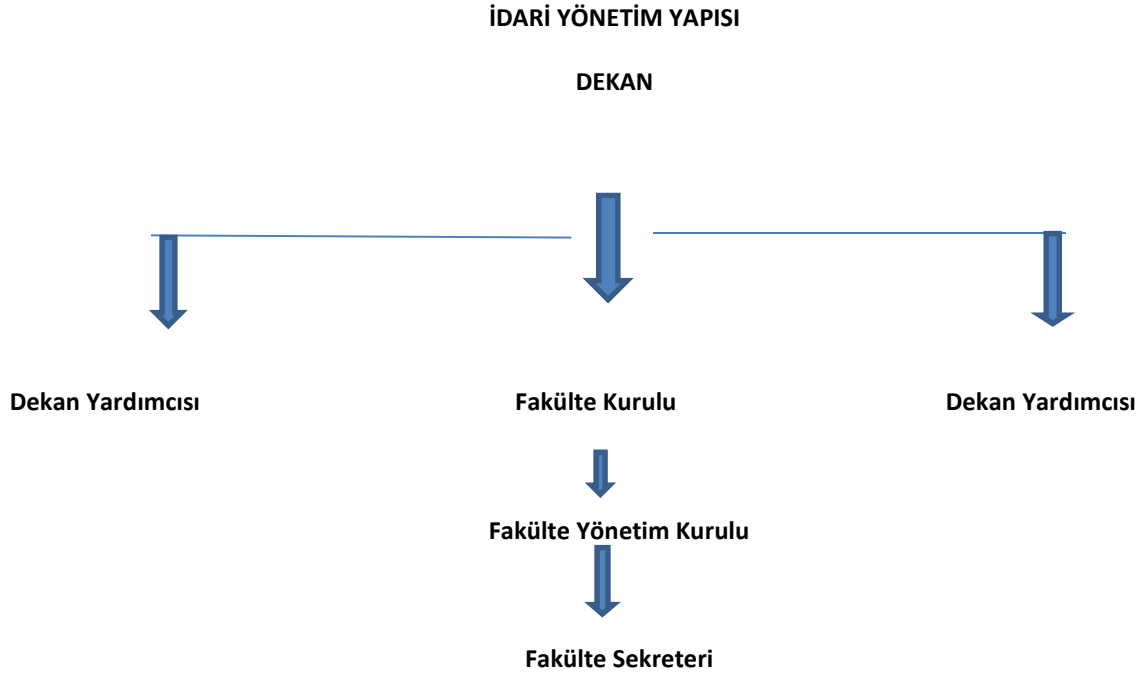 İDARİ YÖNETİM YAPISI
DEKAN
Dekan Yardımcısı
Fakülte Kurulu
Dekan Yardımcısı
Fakülte Yönetim Kurulu
Fakülte Sekreteri